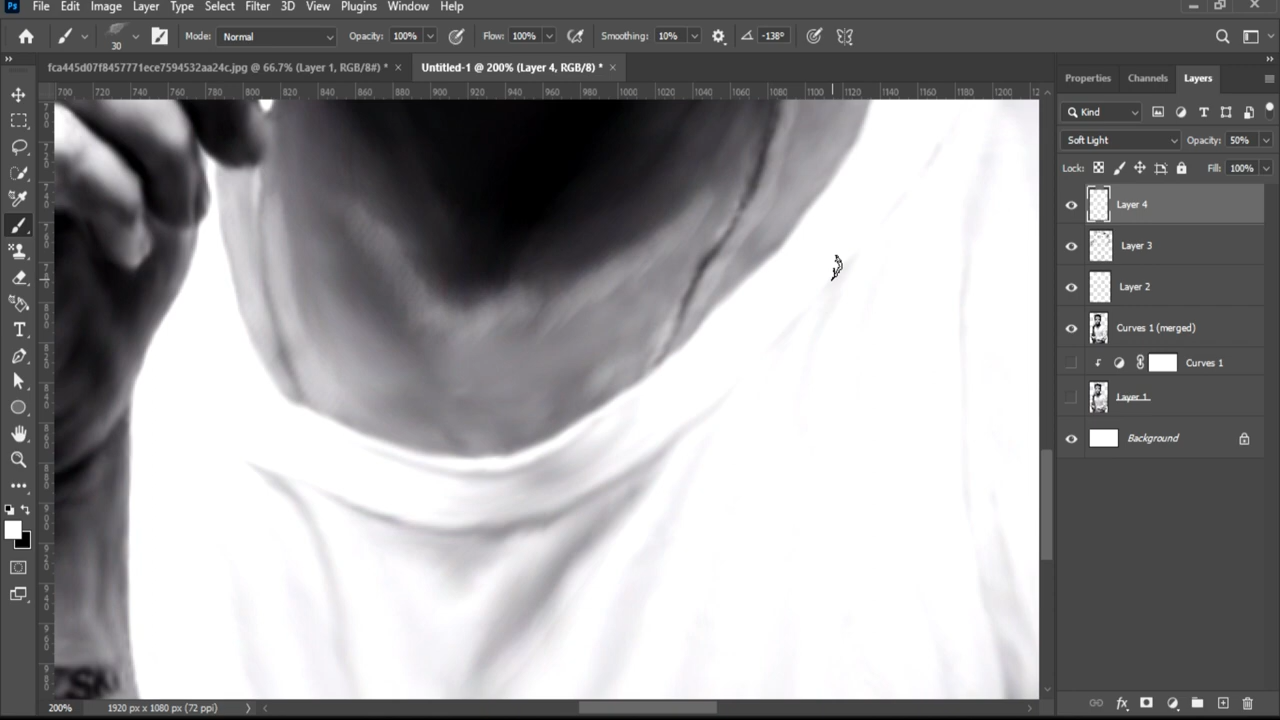 Ps File Edit Image Layer Type Select Filter 3D View Plugins Window Help
30 Mode: Normal Opacity: 100% Flow: 100% Smoothing: 10% -138°
fca445d07f8457771ece7594532aa24c.jpg @ 66.7% (Layer 1, RGB/8#) * × Untitled-1 @ 200% (Layer 4, RGB/8) * ×
700 740 760 780 800 820 840 860 880 900 920 940 960 980 1000 1020 1040 1060 1080 1100 1120 1140 1160 1180 1200
Properties Channels Layers
Kind
Soft Light Opacity: 50%
Lock: Fill: 100%
Layer 4
Layer 3
Layer 2
Curves 1 (merged)
Curves 1
Layer 1
Background
200% 1920 px x 1080 px (72 ppi)